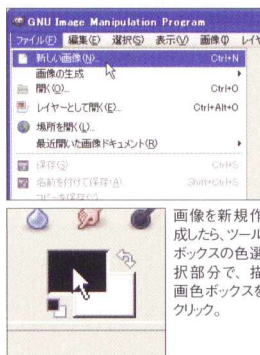 GNU Image Manipulation Program
ファイル(F) 編集(E) 選択(S) 表示(V) 画像(I) レイヤ
新しい画像(N)... Ctrl+N
画像の生成
開く(O)... Ctrl+O
レイヤーとして開く(E)... Ctrl+Alt+O
場所を開く(L)...
最近開いた画像ドキュメント(R)
保存(S) Ctrl+S
名前を付けて保存(A)... Shift+Ctrl+S
画像を新規作
成したら、ツール
ボックスの色選
択部分で、描
画色ボックスを
クリック。